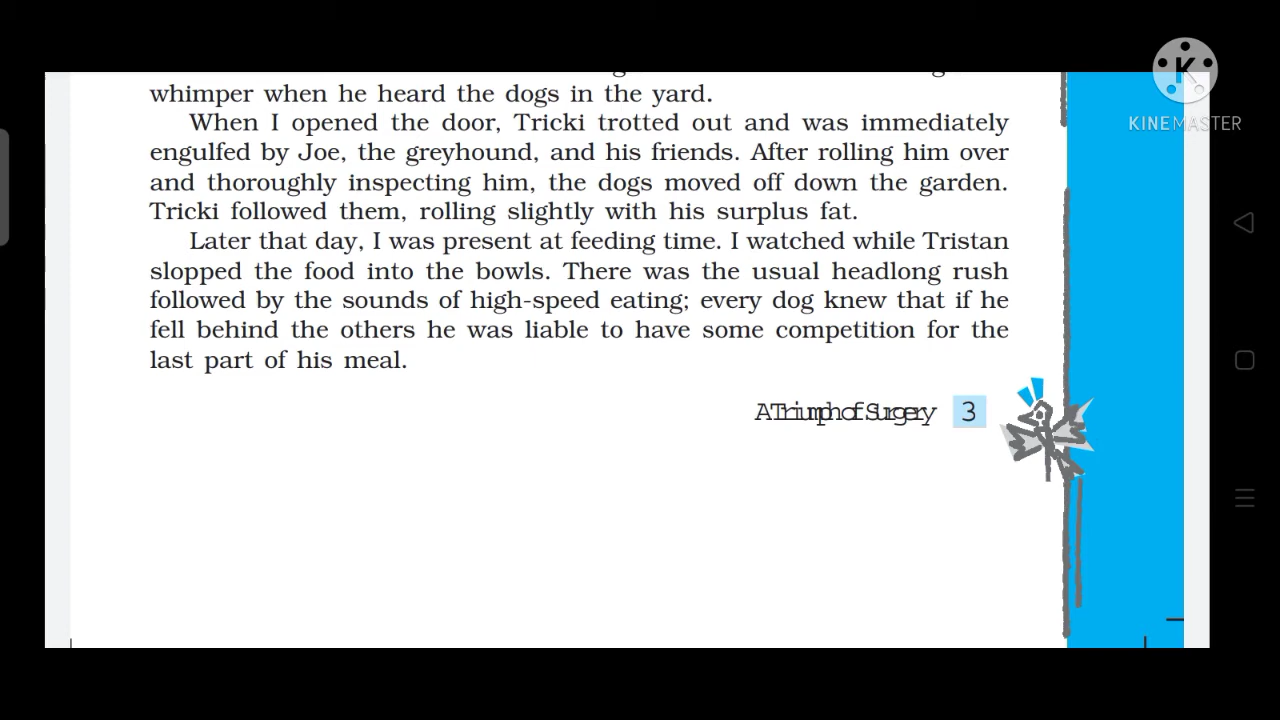 whimper when he heard the dogs in the yard.
When I opened the door, Tricki trotted out and was immediately
engulfed by Joe, the greyhound, and his friends. After rolling him over
and thoroughly inspecting him, the dogs moved off down the garden.
Tricki followed them, rolling slightly with his surplus fat.
Later that day, I was present at feeding time. I watched while Tristan
slopped the food into the bowls. There was the usual headlong rush
followed by the sounds of high-speed eating; every dog knew that if he
fell behind the others he was liable to have some competition for the
last part of his meal.
A Triumph of Surgery 3
K
KINEMASTER